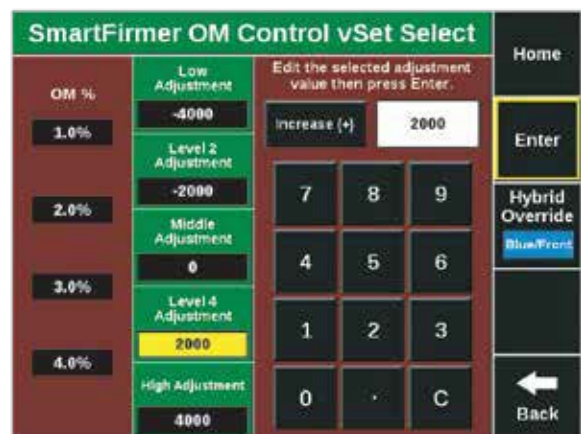 SmartFirmer OM Control vSet Select
OM %
1.0%
2.0%
3.0%
4.0%
Low
Adjustment
-4000
Level 2
Adjustment
-2000
Middle
Adjustment
0
Level 4
Adjustment
2000
High Adjustment
4000
Edit the selected adjustment
value then press Enter.
Increase (+)
2000
7 8 9
4 5 6
1 2 3
0 . C
Home
Enter
Hybrid
Override
Blue/Front
Back